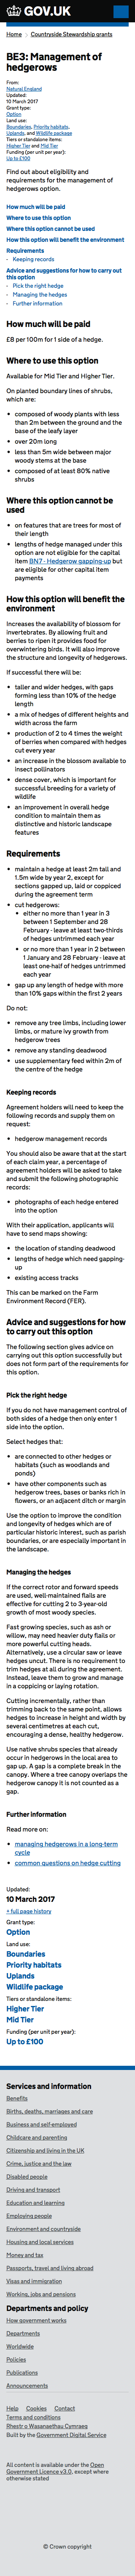 GOV.UK
Home > Countryside Stewardship grants
BE3: Management of
hedgerows
From:
Natural England
Updated:
10 March 2017
Grant type:
Option
Land use:
Boundaries, Priority habitats,
Uplands, and Wildlife package
Tiers or standalone items:
Higher Tier and Mid Tier
Funding (per unit per year):
Up to £100
Find out about eligibility and
requirements for the management of
hedgerows option.
How much will be paid
Where to use this option
Where this option cannot be used
How this option will benefit the environment
Requirements
- Keeping records
Advice and suggestions for how to carry out
this option
- Pick the right hedge
- Managing the hedges
- Further information
How much will be paid
£8 per 100m for 1 side of a hedge.
Where to use this option
Available for Mid Tier and Higher Tier.
On planted boundary lines of shrubs,
which are:
• composed of woody plants with less
than 2m between the ground and the
base of the leafy layer
• over 20m long
• less than 5m wide between major
woody stems at the base
• composed of at least 80% native
shrubs
Where this option cannot be
used
• on features that are trees for most of
their length
• lengths of hedge managed under this
option are not eligible for the capital
item BN7 - Hedgerow gapping-up but
are eligible for other capital item
payments
How this option will benefit the
environment
Increases the availability of blossom for
invertebrates. By allowing fruit and
berries to ripen, it also provides food for
overwintering birds. It will also improve
the structure and longevity of hedgerows.
If successful there will be:
• taller and wider hedges, with gaps
forming less than 10% of the hedge
length
• a mix of hedges of different heights and
widths across the farm
• production of 2 to 4 times the weight
of berries when compared with hedges
cut every year
• an increase in the blossom available to
insect pollinators
• dense cover, which is important for
successful breeding for a variety of
wildlife
• an improvement in overall hedge
condition to maintain them as
distinctive and historic landscape
features
Requirements
• maintain a hedge at least 2m tall and
1.5m wide by year 2, except for
sections gapped up, laid or coppiced
during the agreement term
• cut hedgerows:
• either no more than 1 year in 3
between 1 September and 28
February - leave at least two-thirds
of hedges untrimmed each year
• or no more than 1 year in 2 between
1 January and 28 February - leave at
least one-half of hedges untrimmed
each year
• gap up any length of hedge with more
than 10% gaps within the first 2 years
Do not:
• remove any tree limbs, including lower
limbs, or mature ivy growth from
hedgerow trees
• remove any standing deadwood
• use supplementary feed within 2m of
the centre of the hedge
Keeping records
Agreement holders will need to keep the
following records and supply them on
request:
• hedgerow management records
You should also be aware that at the start
of each claim year, a percentage of
agreement holders will be selected to take
and submit the following photographic
records:
• photographs of each hedge entered
into the option
With their application, applicants will
have to send maps showing:
• the location of standing deadwood
• lengths of hedge which need gapping-
up
• existing access tracks
This can be marked on the Farm
Environment Record (FER).
Advice and suggestions for how
to carry out this option
The following section gives advice on
carrying out this option successfully but
does not form part of the requirements for
this option.
Pick the right hedge
If you do not have management control of
both sides of a hedge then only enter 1
side into the option.
Select hedges that:
• are connected to other hedges or
habitats (such as woodlands and
ponds)
• have other components such as
hedgerow trees, bases or banks rich in
flowers, or an adjacent ditch or margin
Use the option to improve the condition
and longevity of hedges which are
important for priority species, structure or
boundaries, or are especially important in
the landscape.
Managing the hedges
If the correct rotor and forward speeds
are used with a well-maintained machine,
flails can be effective for cutting 2 to 3-year-old
growth of most woody species.
Fast growing species, such as ash or
willow, may need wider but doubly flails
or more heavy duty flail cutterheads.
Alternatively, use a circular saw for larger
hedges and veteran shrubs. There is no requirement to
trim hedges at all during the
agreement. Instead, leave them to grow
tall and bushy before
restoring by coppicing or laying.
Cutting incrementally, rather than
trimming back to the same point, allows
hedges to increase in height and width by
several centimetres at each cut,
encouraging a denser, healthy hedgerow.
Use native shrubs species that already
occur in hedgerows in the local area to
gap up. A gap is a complete break in the
canopy. Where a tree canopy overlaps the
hedgerow canopy it is not counted as a
gap.
Further information
Read more on:
• managing hedgerows in a long-term
cycle
• common questions on hedge cutting
Updated:
10 March 2017
+ full page history
Grant type:
Option
Land use:
Boundaries
Priority habitats
Uplands
Wildlife package
Tiers or standalone items:
Higher Tier
Mid Tier
Funding (per unit per year):
Up to £100
Services and information
Benefits
Births, deaths, marriages and care
Business and self employed
Childcare and parenting
Citizenship and living in the UK
Crime, justice and the law
Disabled people
Driving and transport
Education and learning
Employing people
Environment and countryside
Housing and local services
Money and tax
Passports, travel and living abroad
Visas and immigration
Working, jobs and pensions
Departments and policy
How government works
Departments
Worldwide
Policies
Publications
Announcements
Help Cookies Contact
Terms and conditions
Rhestr o Wasanaethau Cymraeg
Built by the Government Digital Service
All content is available under the Open
Government Licence v3.0, except where
otherwise stated
© Crown copyright